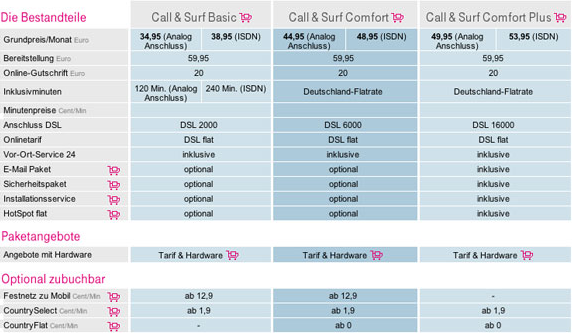 Die Bestandteile Call & Surf Basic Call & Surf Comfort Call & Surf Comfort Plus
Grundpreis/Monat Euro 34,95 (Analog Anschluss) 38,95 (ISDN) 44,95 (Analog Anschluss) 48,95 (ISDN) 49,95 (Analog Anschluss) 53,95 (ISDN)
Bereitstellung Euro 59,95 59,95 59,95
Online-Gutschrift Euro 20 20 20
Inklusivminuten 120 Min. (Analog Anschluss) 240 Min. (ISDN) Deutschland-Flatrate Deutschland-Flatrate
Minutenpreise Cent/Min
Anschluss DSL DSL 2000 DSL 6000 DSL 16000
Onlinetarif DSL flat DSL flat DSL flat
Vor-Ort-Service 24 inklusive inklusive inklusive
E-Mail Paket optional optional inklusive
Sicherheitspaket optional optional inklusive
Installationsservice optional optional inklusive
HotSpot flat optional optional inklusive
Paketangebote
Angebote mit Hardware Tarif & Hardware Tarif & Hardware Tarif & Hardware
Optional zubuchbar
Festnetz zu Mobil Cent/Min ab 12,9 ab 12,9 -
CountrySelect Cent/Min ab 1,9 ab 1,9 ab 1,9
CountryFlat Cent/Min - ab 0 ab 0